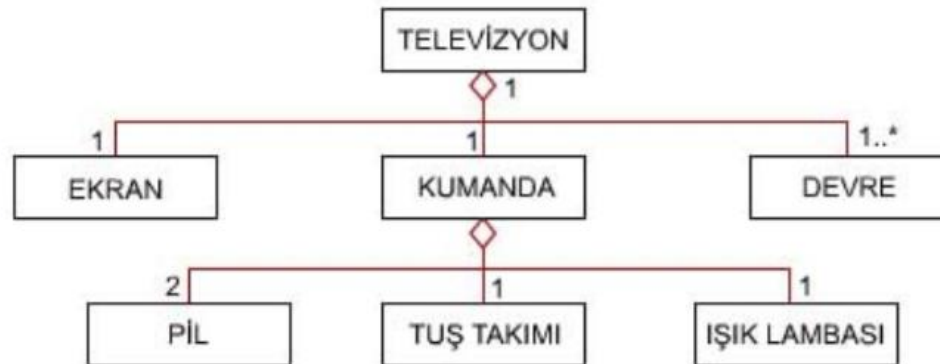 TELEVİZYON
1
1
1
1..*
EKRAN
KUMANDA
DEVRE
2
1
1
PİL
TUŞ TAKIMI
IŞIK LAMBASI